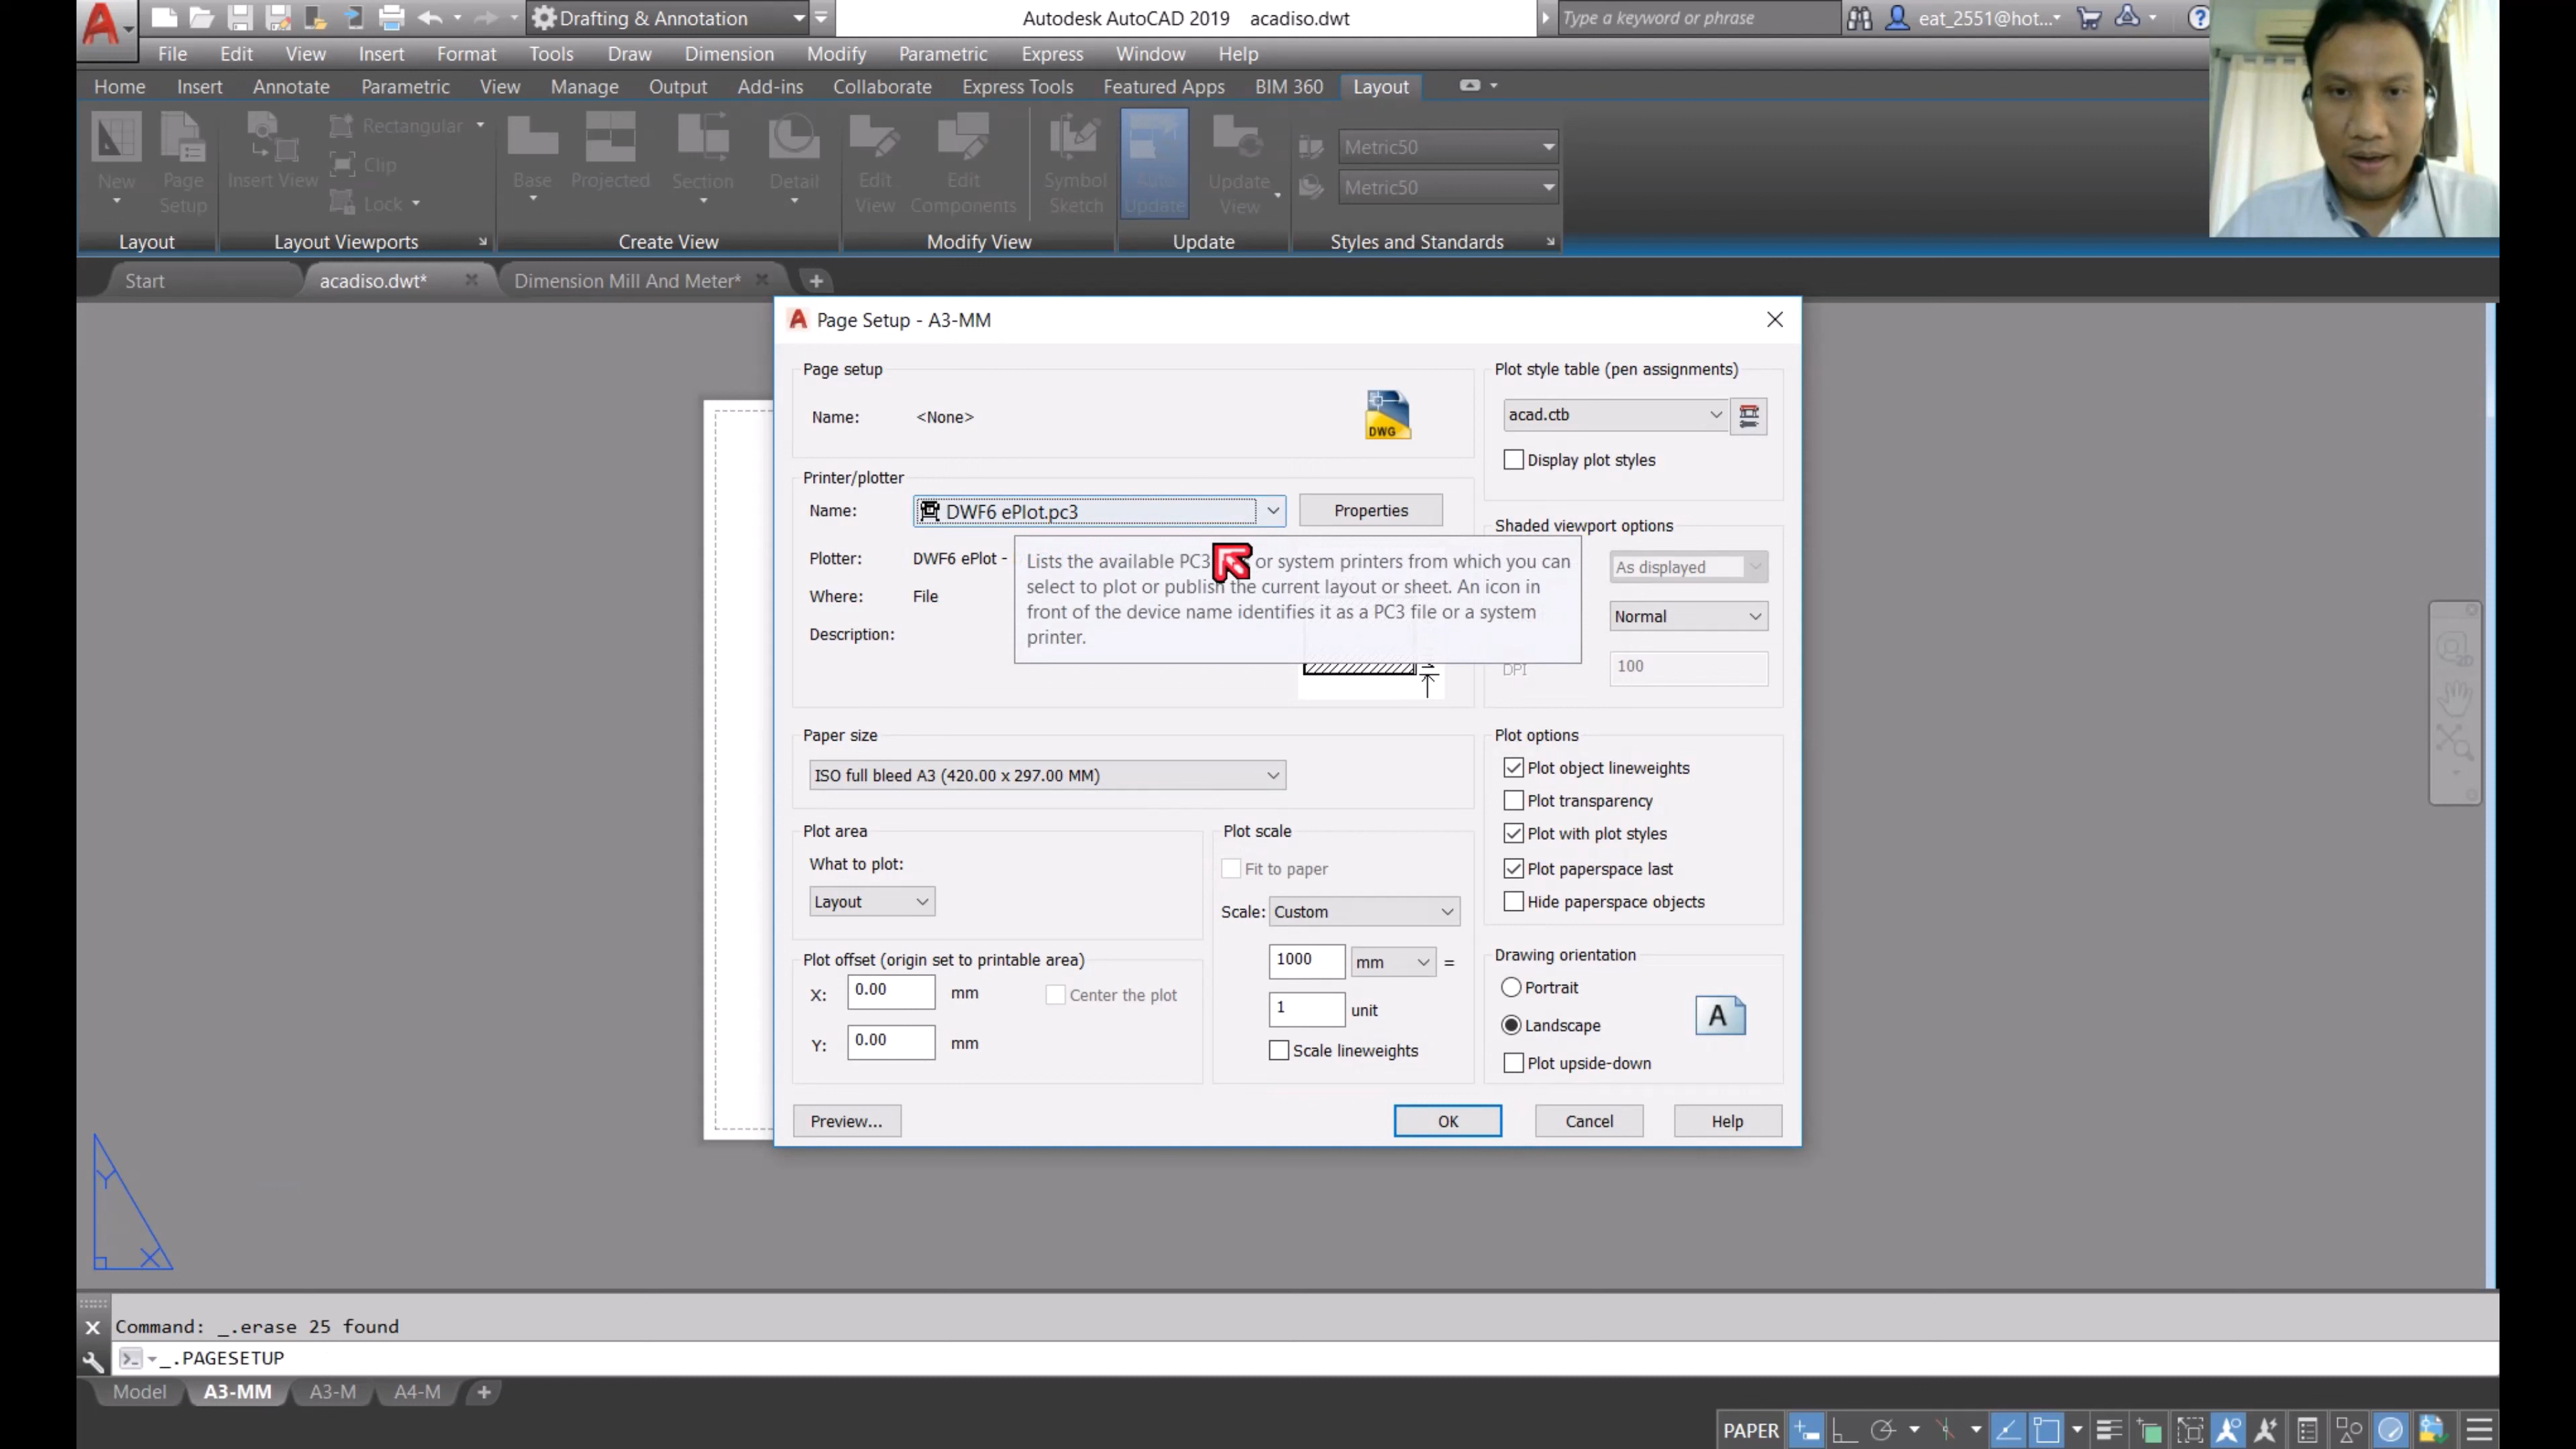 Drafting & Annotation
Autodesk AutoCAD 2019 acadiso.dwt
Type a keyword or phrase
eat_2551@hot...
File Edit View Insert Format Tools Draw Dimension Modify Parametric Express Window Help
Home Insert Annotate Parametric View Manage Output Add-ins Collaborate Express Tools Featured Apps BIM 360 Layout
New
Page Setup
Insert View
Rectangular
Clip
Lock
Base
Projected
Section
Detail
Edit View
Edit Components
Symbol Sketch
Auto Update
Update View
Metric50
Metric50
Layout Layout Viewports Create View Modify View Update Styles and Standards
Start acadiso.dwt* Dimension Mill And Meter*
Page Setup - A3-MM
Page setup
Name: <None>
DWG
Plot style table (pen assignments)
acad.ctb
Display plot styles
Printer/plotter
Name: DWF6 ePlot.pc3 Properties
Plotter: DWF6 ePlot -
Where: File
Description:
Lists the available PC3 or system printers from which you can
select to plot or publish the current layout or sheet. An icon in
front of the device name identifies it as a PC3 file or a system
printer.
Shaded viewport options
As displayed
Normal
DPI 100
Paper size
ISO full bleed A3 (420.00 x 297.00 MM)
Plot area
What to plot:
Layout
Plot scale
Fit to paper
Scale: Custom
1000 mm =
1 unit
Scale lineweights
Plot offset (origin set to printable area)
X: 0.00 mm Center the plot
Y: 0.00 mm
Plot options
Plot object lineweights
Plot transparency
Plot with plot styles
Plot paperspace last
Hide paperspace objects
Drawing orientation
Portrait
Landscape
Plot upside-down
A
Preview... OK Cancel Help
Y
X
Command: _.erase 25 found
_.PAGESETUP
Model A3-MM A3-M A4-M
PAPER